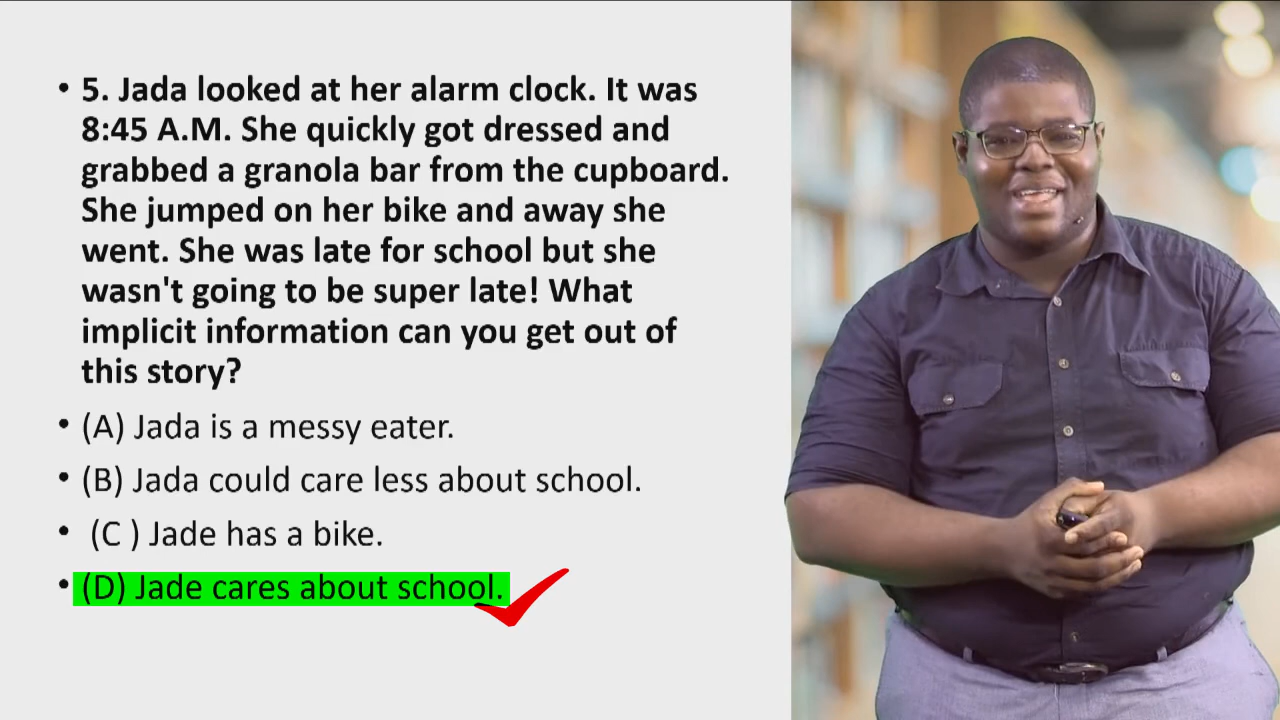 • 5. Jada looked at her alarm clock. It was
8:45 A.M. She quickly got dressed and
grabbed a granola bar from the cupboard.
She jumped on her bike and away she
went. She was late for school but she
wasn't going to be super late! What
implicit information can you get out of
this story?
• (A) Jada is a messy eater.
• (B) Jada could care less about school.
• (C ) Jade has a bike.
• (D) Jade cares about school.